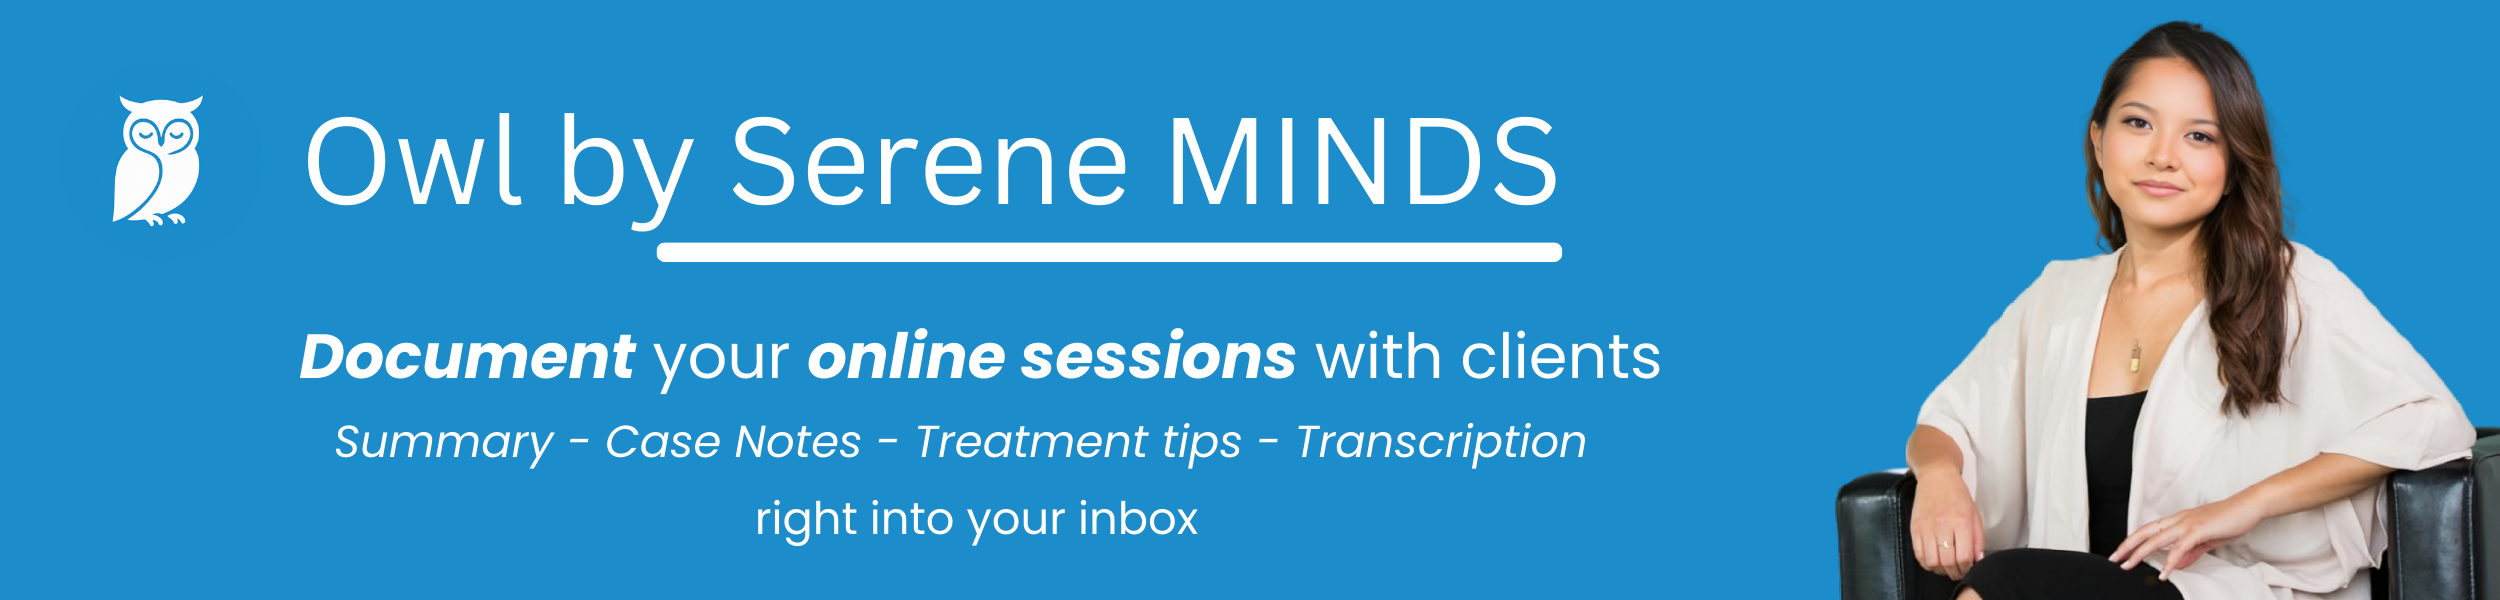 Owl by Serene MINDS
Document your online sessions with clients
Summary - Case Notes - Treatment tips - Transcription
right into your inbox